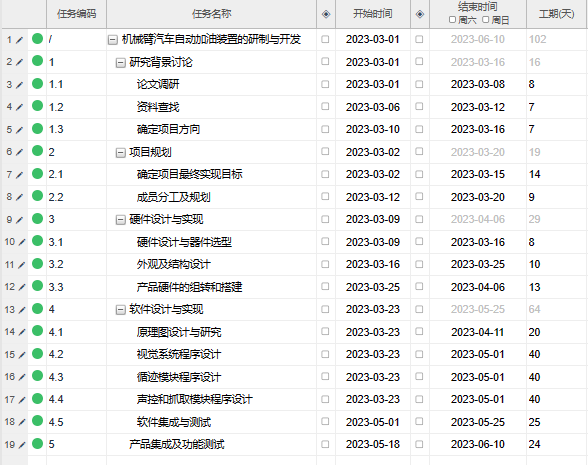 任务编码 任务名称 开始时间 结束时间 工期(天)
周六 周日
1 / 机械臂汽车自动加油装置的研制与开发 2023-03-01 2023-06-10 102
2 1 研究背景讨论 2023-03-01 2023-03-16 16
3 1.1 论文调研 2023-03-01 2023-03-08 8
4 1.2 资料查找 2023-03-06 2023-03-12 7
5 1.3 确定项目方向 2023-03-10 2023-03-16 7
6 2 项目规划 2023-03-02 2023-03-20 19
7 2.1 确定项目最终实现目标 2023-03-02 2023-03-15 14
8 2.2 成员分工及规划 2023-03-12 2023-03-20 9
9 3 硬件设计与实现 2023-03-09 2023-04-06 29
10 3.1 硬件设计与器件选型 2023-03-09 2023-03-16 8
11 3.2 外观及结构设计 2023-03-16 2023-03-25 10
12 3.3 产品硬件的组转和搭建 2023-03-25 2023-04-06 13
13 4 软件设计与实现 2023-03-23 2023-05-25 64
14 4.1 原理图设计与研究 2023-03-23 2023-04-11 20
15 4.2 视觉系统程序设计 2023-03-23 2023-05-01 40
16 4.3 循迹模块程序设计 2023-03-23 2023-05-01 40
17 4.4 声控和抓取模块程序设计 2023-03-23 2023-05-01 40
18 4.5 软件集成与测试 2023-05-01 2023-05-25 25
19 5 产品集成及功能测试 2023-05-18 2023-06-10 24